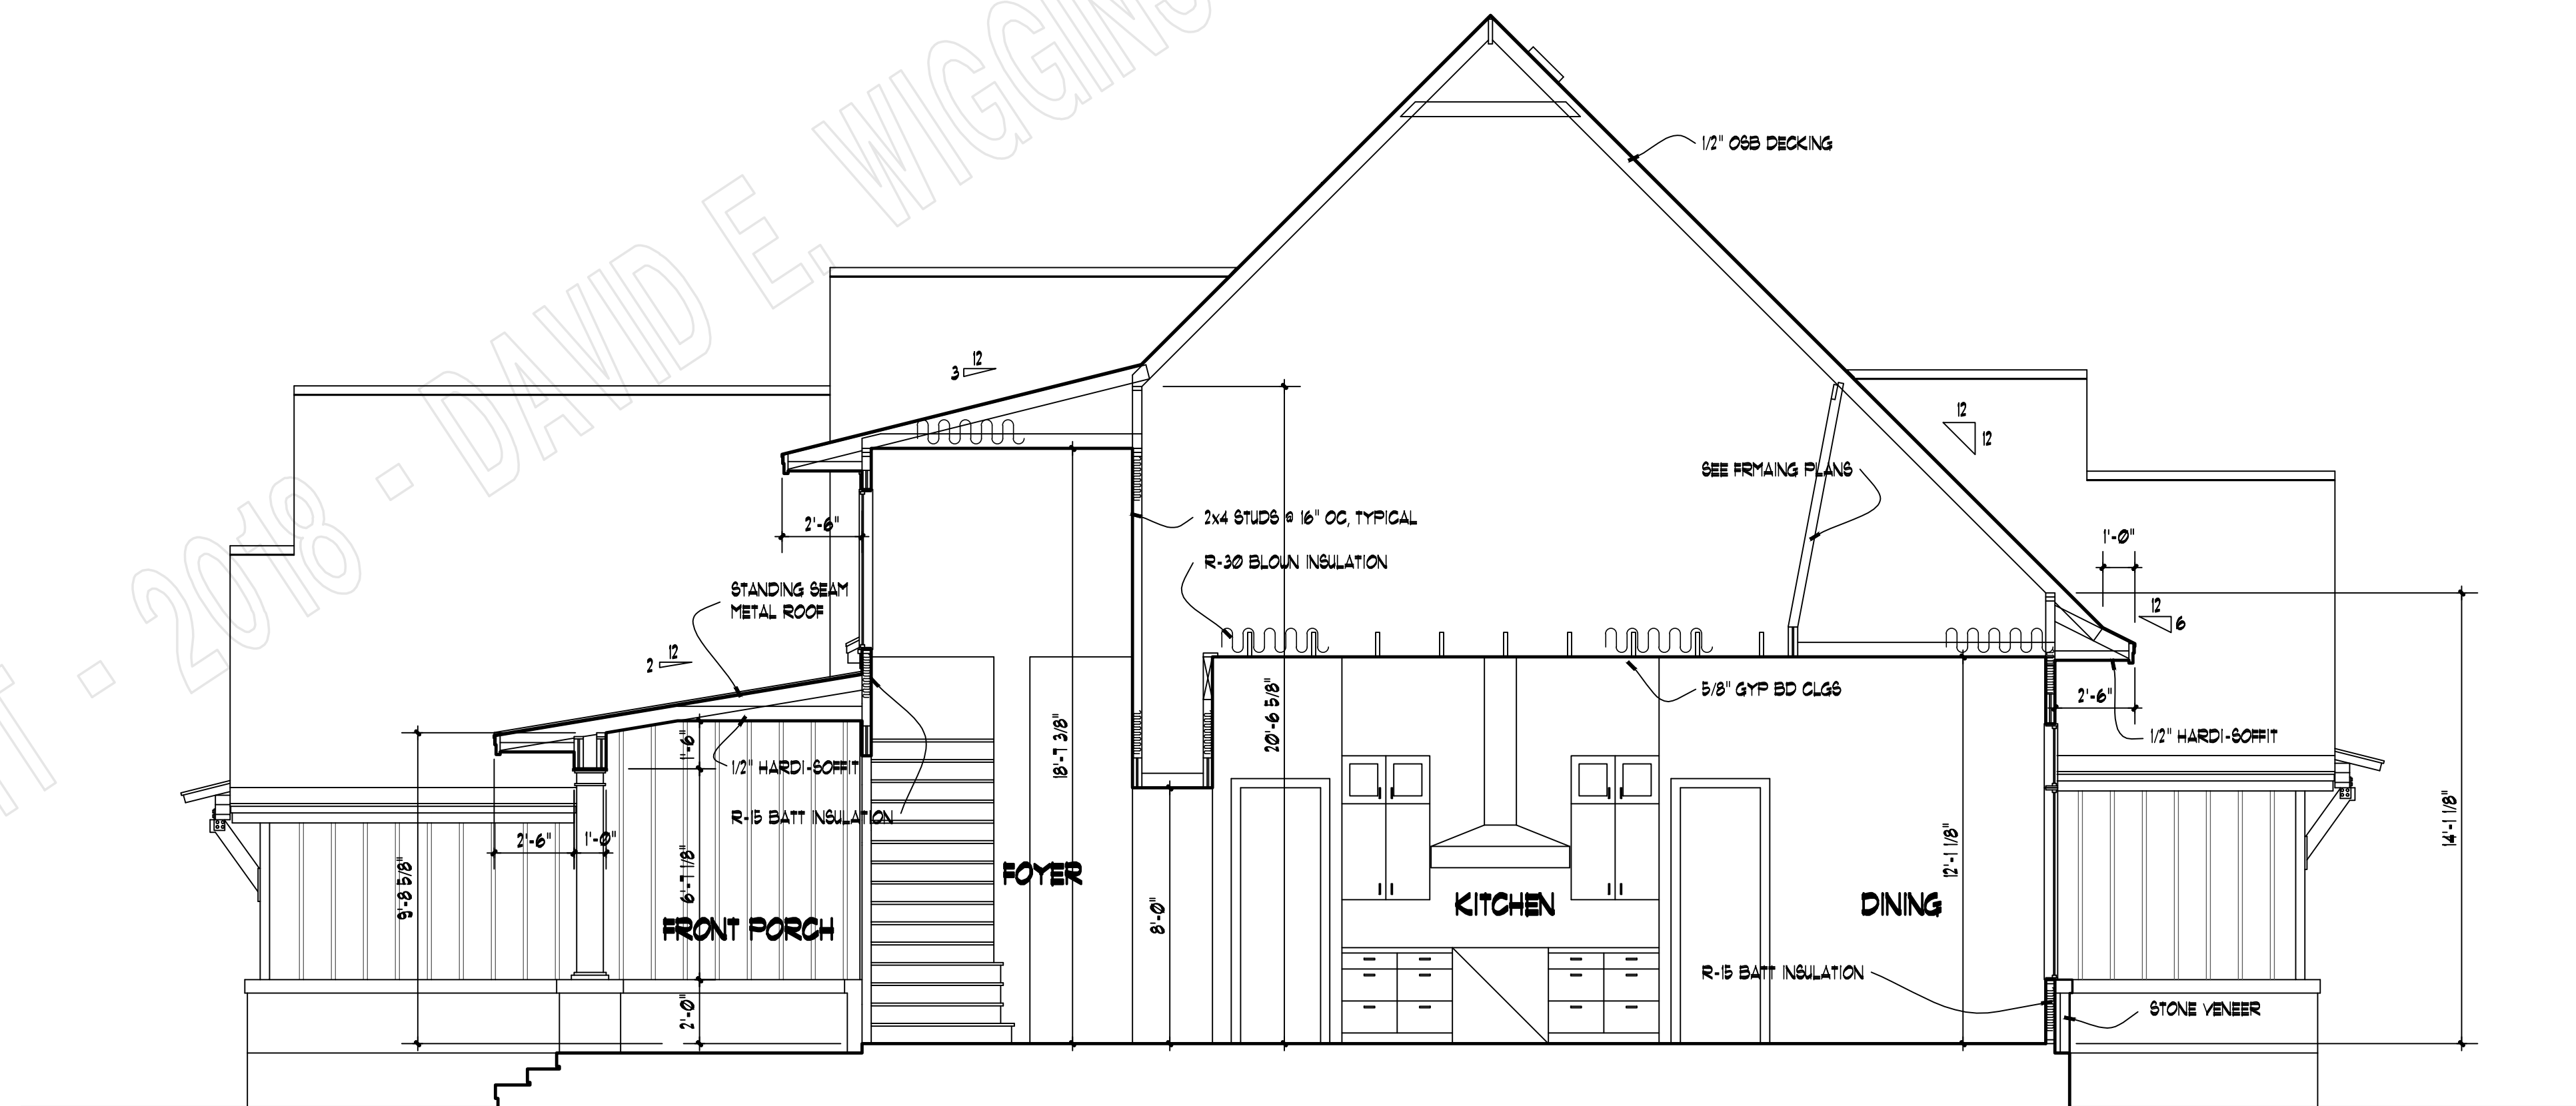 T - 2018 - DAVID E. WIGGINS
1/2" OSB DECKING
12
3
12
12
SEE FRMAING PLANS
2x4 STUDS @ 16" OC, TYPICAL
2'-6"
1'-0"
R-30 BLOWN INSULATION
STANDING SEAM
METAL ROOF
12
6
12
2
5/8" GYP BD CLGS
2'-6"
18'-7 3/8"
20'-6 5/8"
1'-6"
1/2" HARDI-SOFFIT
1/2" HARDI-SOFFIT
R-15 BATT INSULATION
14'-1 1/8"
2'-6"
1'-0"
12'-1 1/8"
9'-8 5/8"
6'-7 1/8"
FOYER
KITCHEN
DINING
8'-0"
FRONT PORCH
R-15 BATT INSULATION
2'-0"
STONE VENEER